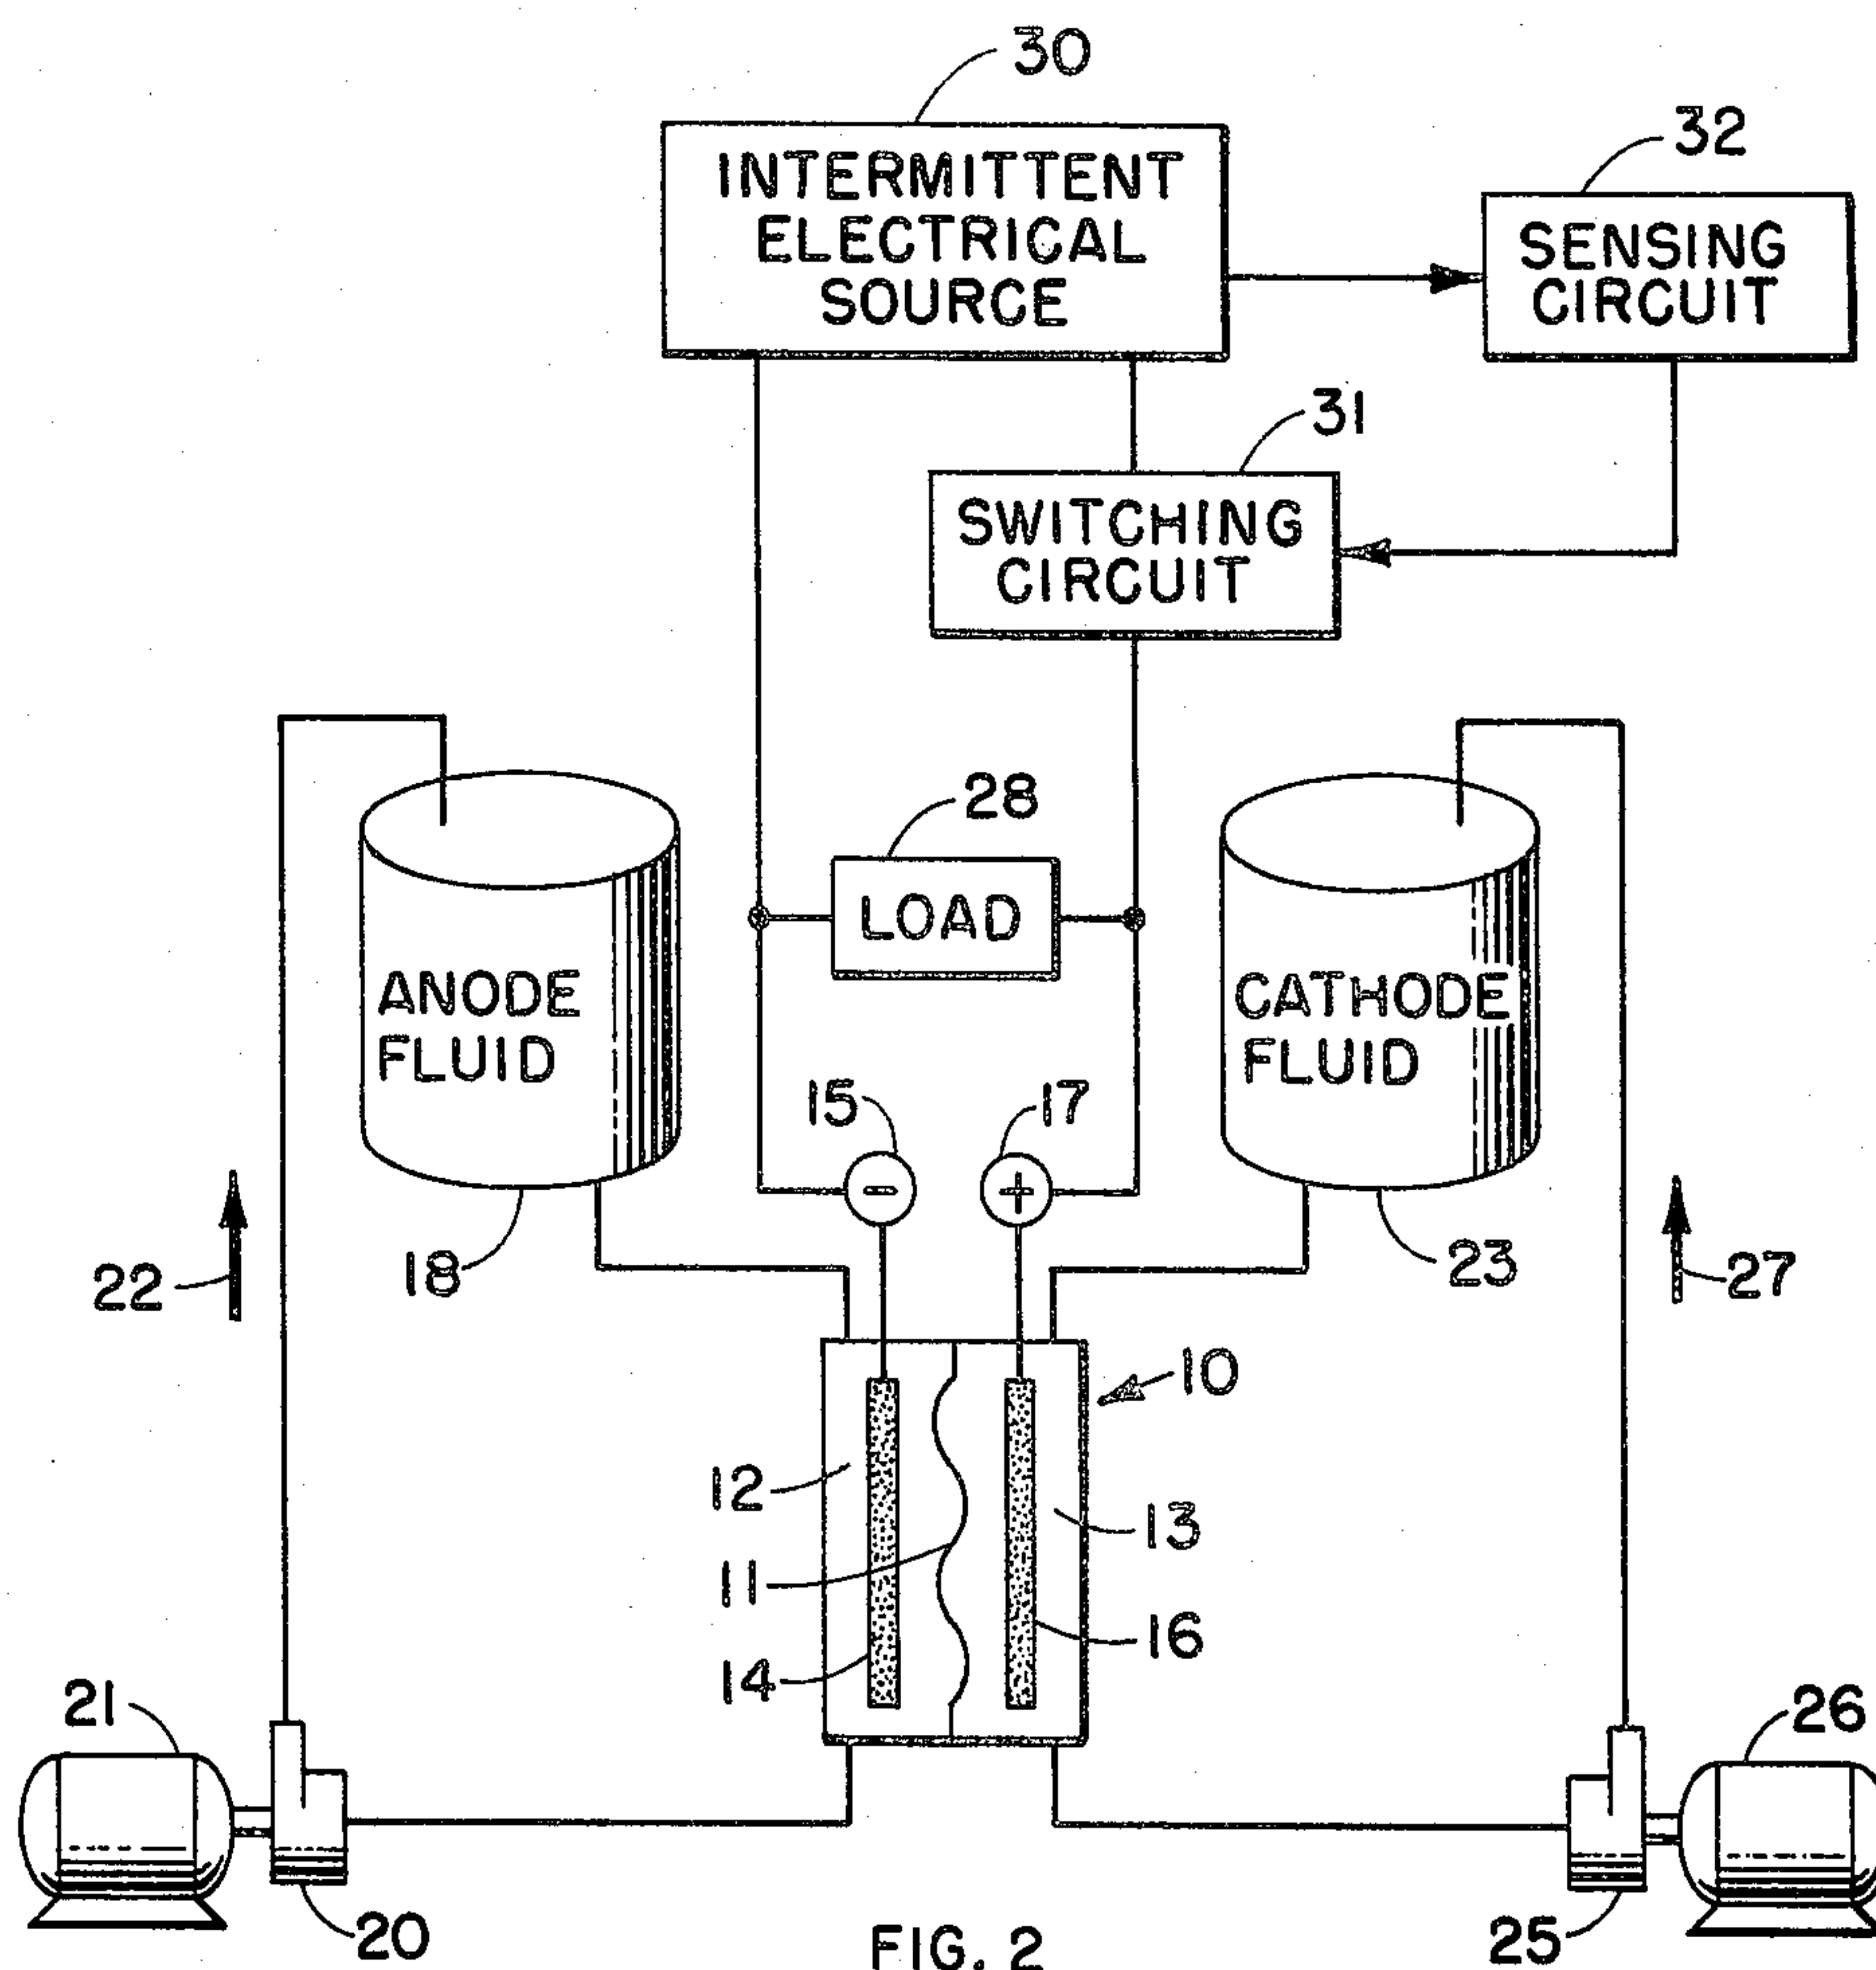 30
32
INTERMITTENT
ELECTRICAL
SOURCE
SENSING
CIRCUIT
31
SWITCHING
CIRCUIT
28
LOAD
ANODE
FLUID
CATHODE
FLUID
15
17
-
+
22
18
23
27
10
12
13
11
16
14
21
26
20
25
FIG. 2